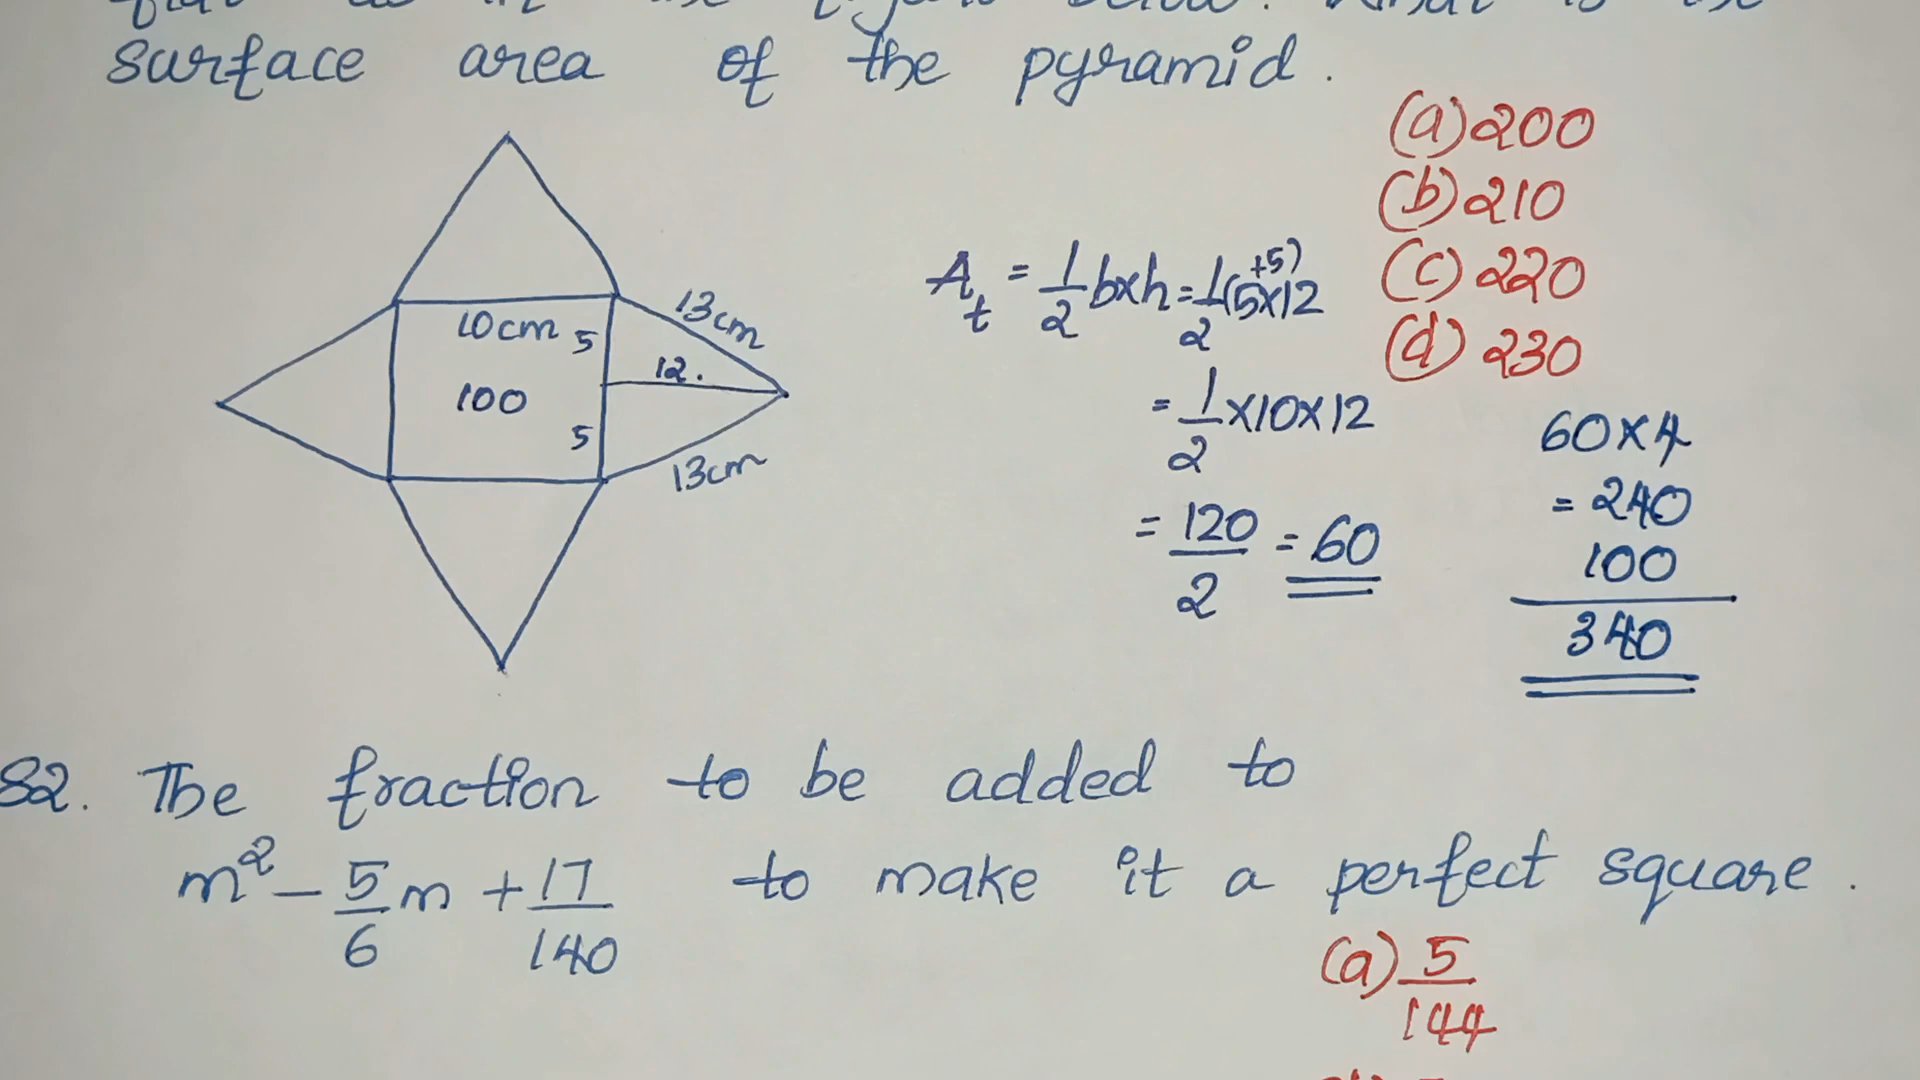 surface area of the pyramid.
(a) 200
(b) 210
(c) 220
(d) 230
10cm
5
100
5
13cm
12.
13cm
A_t = 1/2 b×h = 1/2 (5+5) × 12
= 1/2 × 10 × 12
= 120/2 = 60
60 × 4
= 240
100
340
82. The fraction to be added to
m² - 5/6 m + 17/140 to make it a perfect square.
(a) 5/144